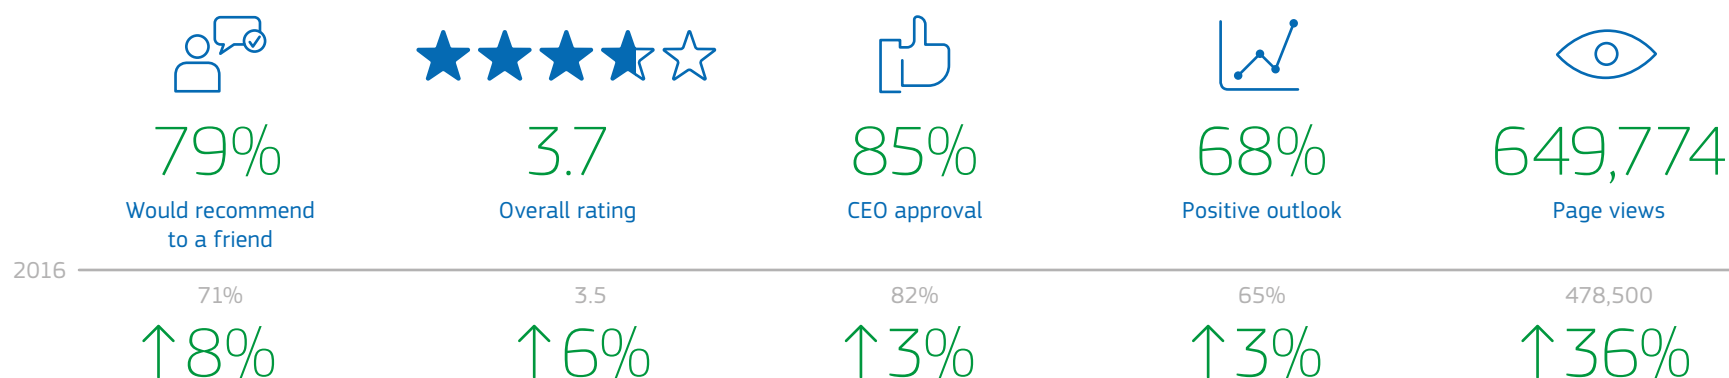 79% 3.7 85% 68% 649,774
Would recommend Overall rating CEO approval Positive outlook Page views
to a friend
2016
71% 3.5 82% 65% 478,500
↑8% ↑6% ↑3% ↑3% ↑36%